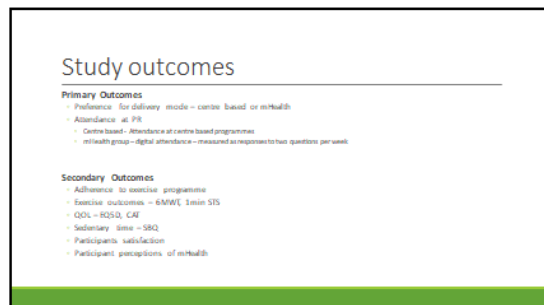 Study outcomes
Primary Outcomes
Preference for delivery mode – centre based or mHealth
Attendance at PR
Centre based - Attendance at centre based programmes
mHealth group – digital attendance – measured as responses to two questions per week
Secondary Outcomes
Adherence to exercise programme
Exercise outcomes – 6MWT, 1min STS
QOL – EQ5D, CAT
Sedentary time – SBQ
Participants satisfaction
Participant perceptions of mHealth